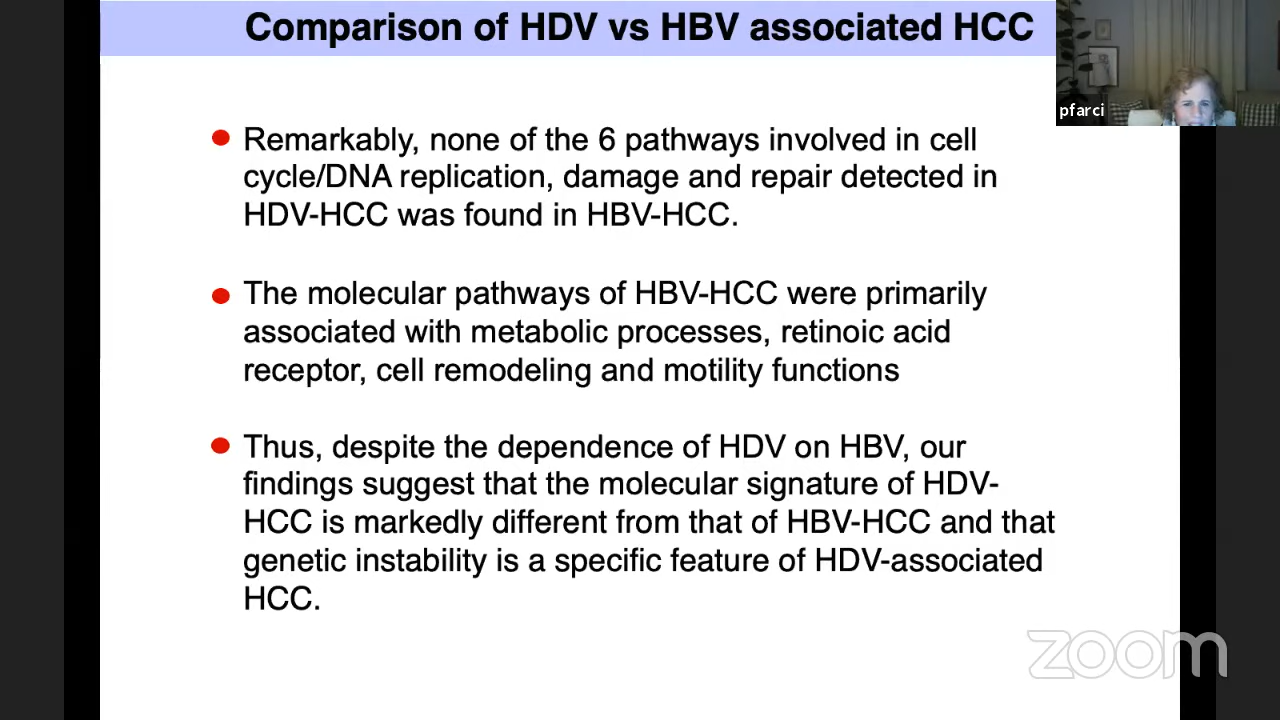 Comparison of HDV vs HBV associated HCC
pfarci
Remarkably, none of the 6 pathways involved in cell
cycle/DNA replication, damage and repair detected in
HDV-HCC was found in HBV-HCC.
The molecular pathways of HBV-HCC were primarily
associated with metabolic processes, retinoic acid
receptor, cell remodeling and motility functions
Thus, despite the dependence of HDV on HBV, our
findings suggest that the molecular signature of HDV-
HCC is markedly different from that of HBV-HCC and that
genetic instability is a specific feature of HDV-associated
HCC.
zoom